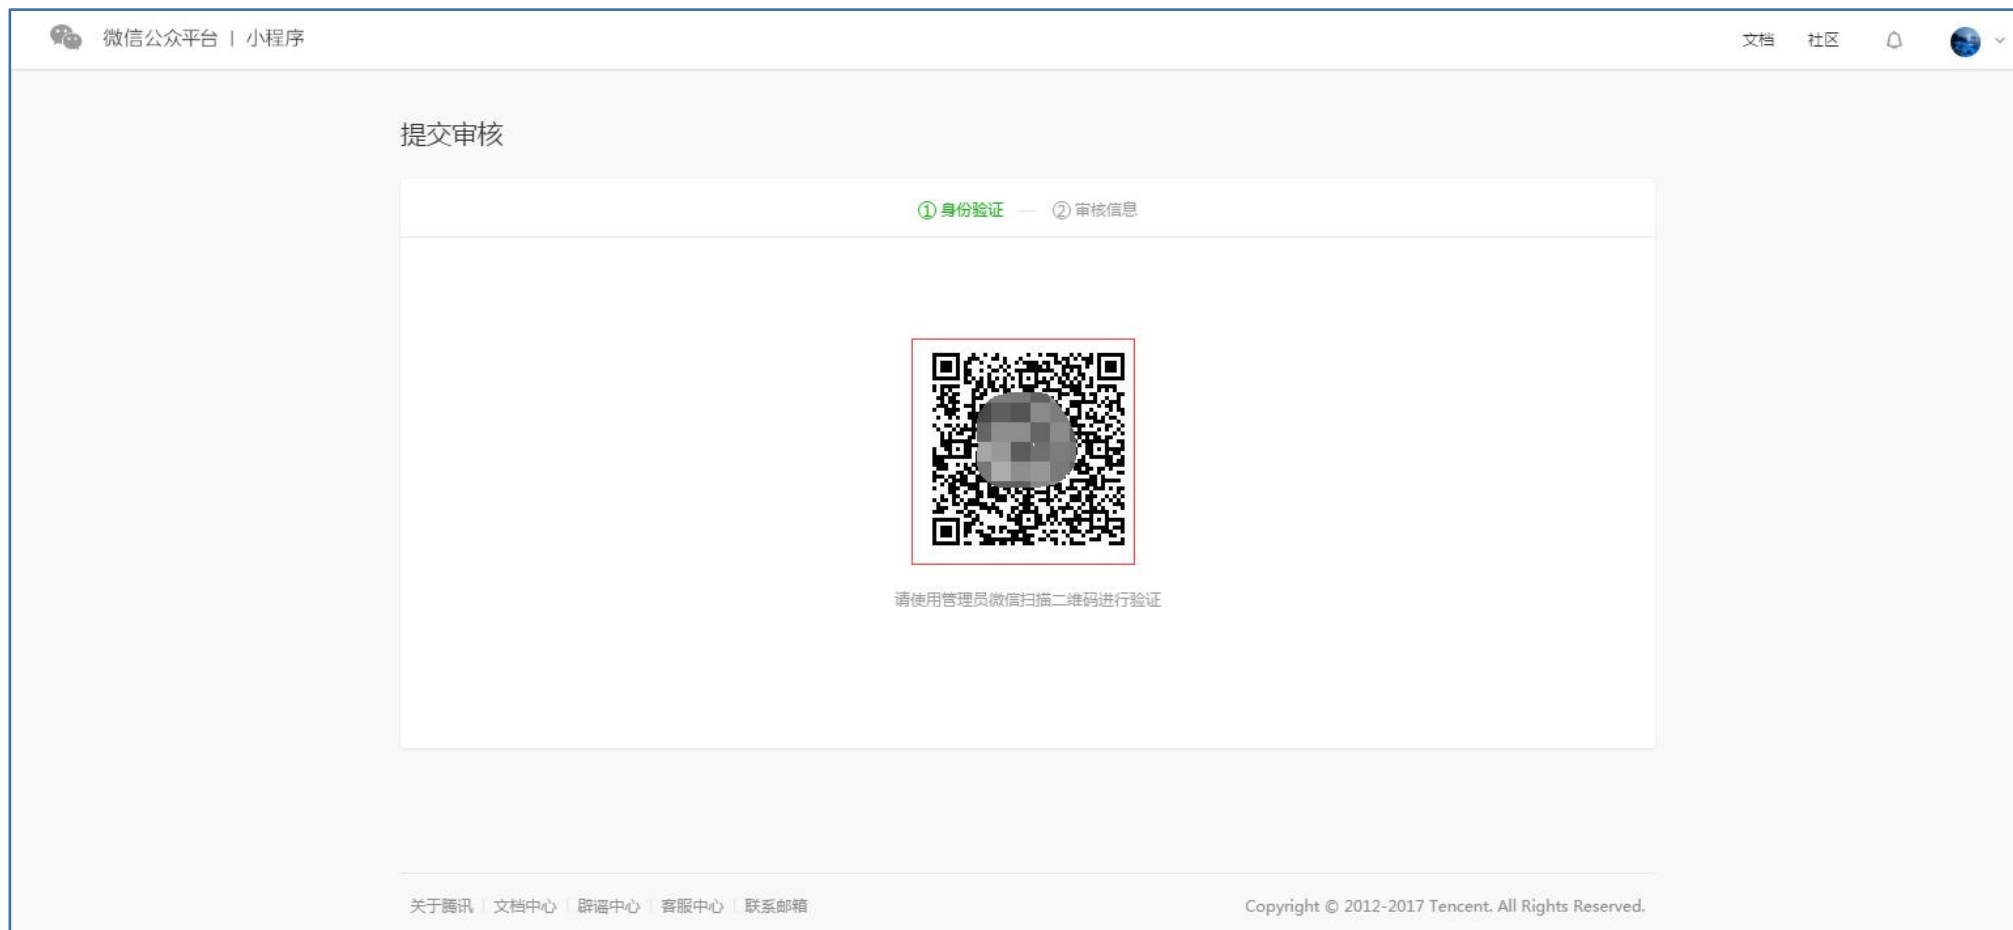 微信公众平台 | 小程序 文档 社区
提交审核
① 身份验证 — ② 审核信息
请使用管理员微信扫描二维码进行验证
关于腾讯 | 文档中心 | 辟谣中心 | 客服中心 | 联系邮箱 Copyright © 2012-2017 Tencent. All Rights Reserved.